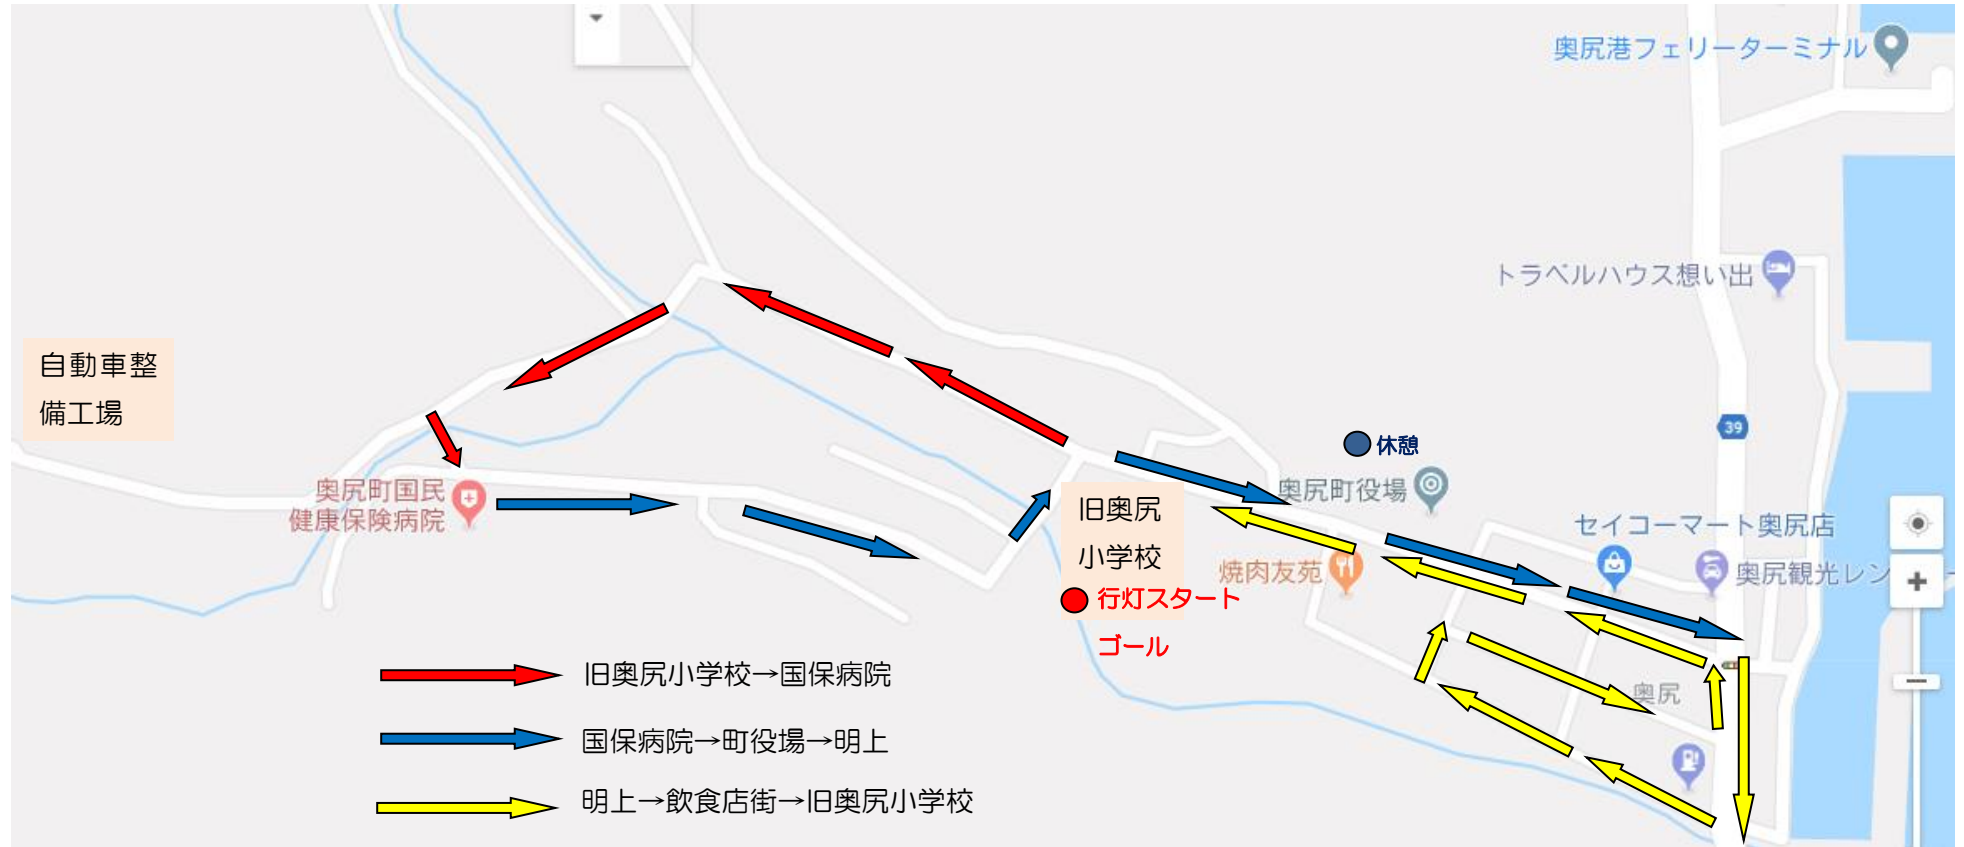 奥尻港フェリーターミナル
トラベルハウス想い出
自動車整
備工場
39
休憩
奥尻町国民
健康保険病院
奥尻町役場
旧奥尻
小学校
セイコーマート奥尻店
焼肉友苑
奥尻観光レン
行灯スタート
ゴール
奥尻
旧奥尻小学校→国保病院
国保病院→町役場→明上
明上→飲食店街→旧奥尻小学校